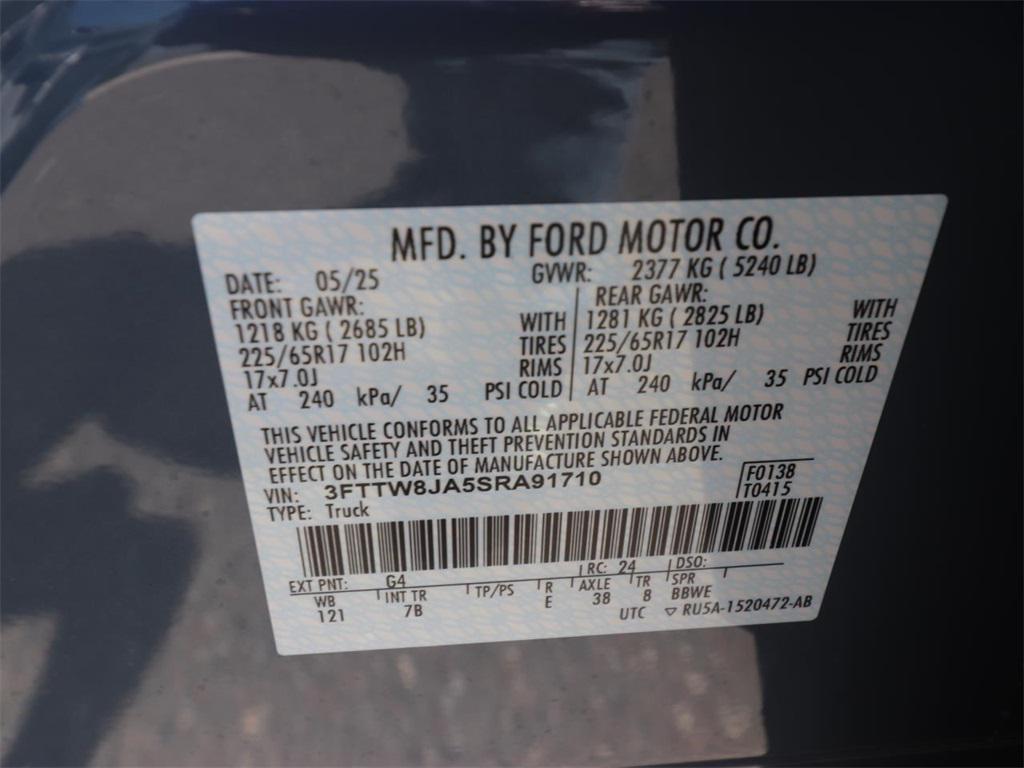 MFD. BY FORD MOTOR CO.
DATE: 05/25 GVWR: 2377 KG ( 5240 LB)
FRONT GAWR: REAR GAWR:
1218 KG ( 2685 LB) WITH 1281 KG ( 2825 LB) WITH
225/65R17 102H TIRES 225/65R17 102H TIRES
17x7.0J RIMS 17x7.0J RIMS
AT 240 kPa/ 35 PSI COLD AT 240 kPa/ 35 PSI COLD
THIS VEHICLE CONFORMS TO ALL APPLICABLE FEDERAL MOTOR
VEHICLE SAFETY AND THEFT PREVENTION STANDARDS IN
EFFECT ON THE DATE OF MANUFACTURE SHOWN ABOVE.
VIN: 3FTTW8JA5SRA91710 F0138
TYPE: Truck T0415
EXT PNT: G4 RC: 24 DSO:
WB INT TR TP/PS R AXLE TR SPR
121 7B E 38 8 BBWE
UTC ▽ RU5A-1520472-AB